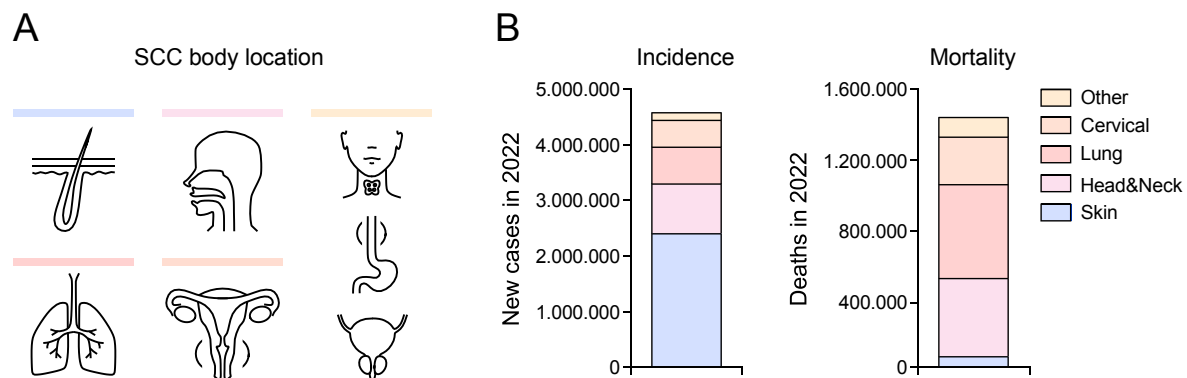 A
SCC body location
B
Incidence
New cases in 2022
5.000.000
4.000.000
3.000.000
2.000.000
1.000.000
0
Mortality
Deaths in 2022
1.600.000
1.200.000
800.000
400.000
0
Other
Cervical
Lung
Head&Neck
Skin